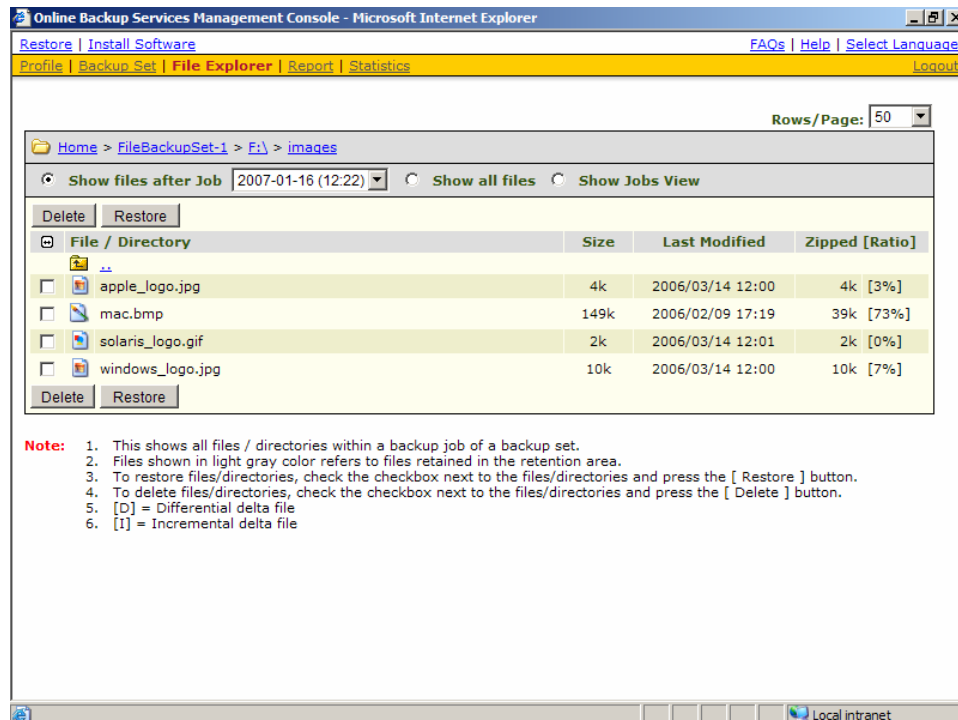 Online Backup Services Management Console - Microsoft Internet Explorer
Restore | Install Software FAQs | Help | Select Language
Profile | Backup Set | File Explorer | Report | Statistics Logout
Rows/Page: 50
Home > FileBackupSet-1 > F:\ > images
Show files after Job 2007-01-16 (12:22) Show all files Show Jobs View
Delete Restore
File / Directory Size Last Modified Zipped [Ratio]
..
apple_logo.jpg 4k 2006/03/14 12:00 4k [3%]
mac.bmp 149k 2006/02/09 17:19 39k [73%]
solaris_logo.gif 2k 2006/03/14 12:01 2k [0%]
windows_logo.jpg 10k 2006/03/14 12:00 10k [7%]
Delete Restore
Note: 1. This shows all files / directories within a backup job of a backup set.
2. Files shown in light gray color refers to files retained in the retention area.
3. To restore files/directories, check the checkbox next to the files/directories and press the [ Restore ] button.
4. To delete files/directories, check the checkbox next to the files/directories and press the [ Delete ] button.
5. [D] = Differential delta file
6. [I] = Incremental delta file
Local intranet